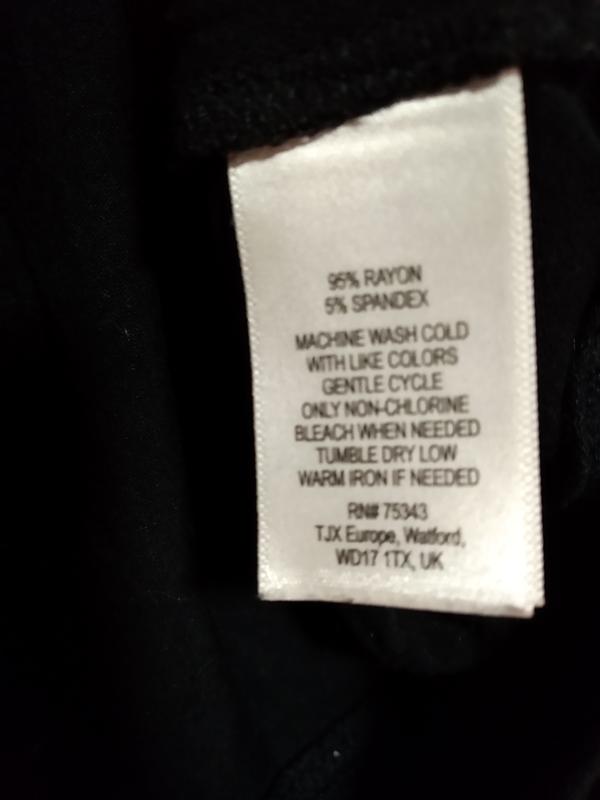 95% RAYON
5% SPANDEX
MACHINE WASH COLD
WITH LIKE COLORS
GENTLE CYCLE
ONLY NON-CHLORINE
BLEACH WHEN NEEDED
TUMBLE DRY LOW
WARM IRON IF NEEDED
RN# 75343
TJX Europe, Watford,
WD17 1TX, UK